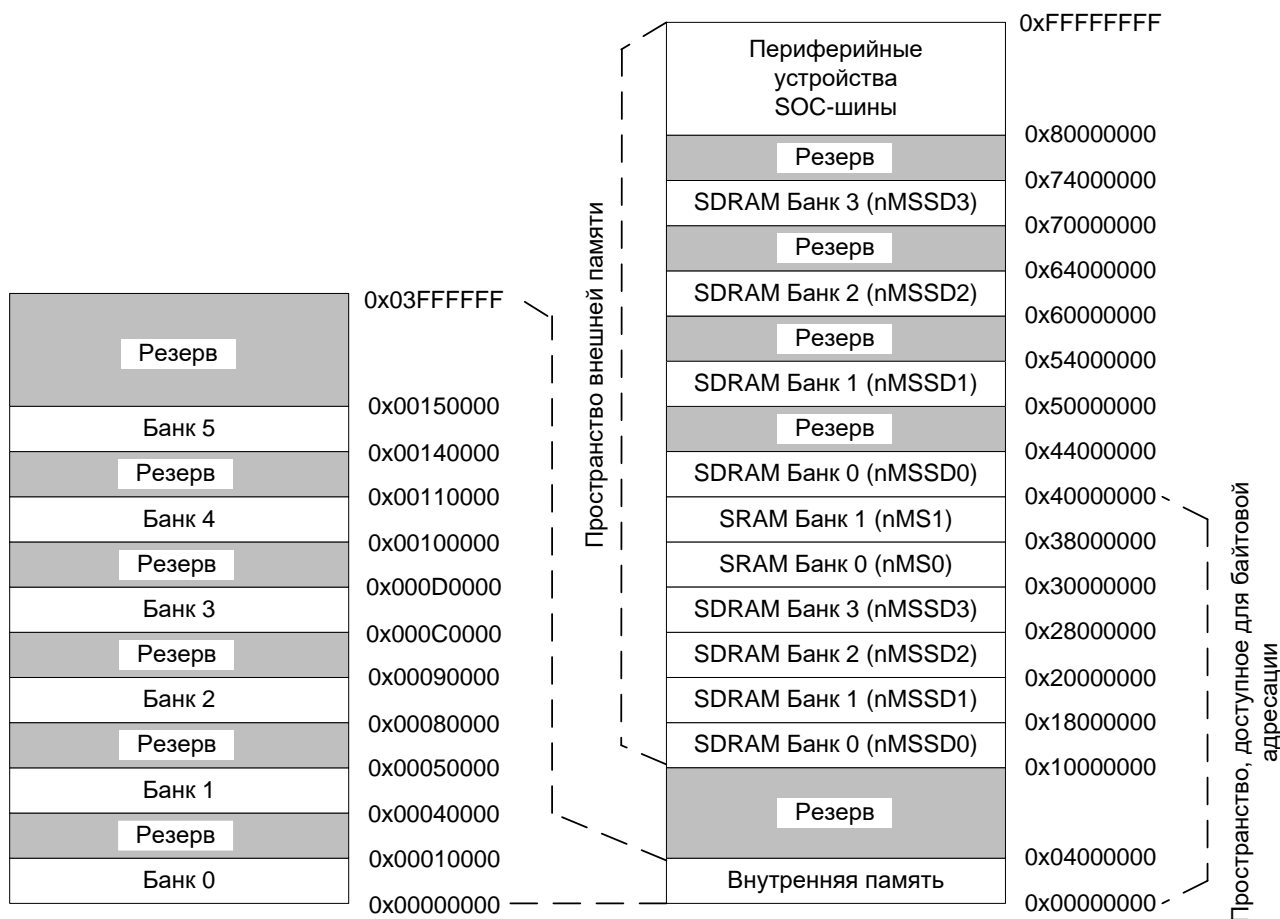 0x03FFFFFF
Резерв
0x00150000
Банк 5
0x00140000
Резерв
0x00110000
Банк 4
0x00100000
Резерв
0x000D0000
Банк 3
0x000C0000
Резерв
0x00090000
Банк 2
0x00080000
Резерв
0x00050000
Банк 1
0x00040000
Резерв
0x00010000
Банк 0
0x00000000
Пространство внешней памяти
0xFFFFFFFF
Периферийные
устройства
SOC-шины
0x80000000
Резерв
0x74000000
SDRAM Банк 3 (nMSSD3)
0x70000000
Резерв
0x64000000
SDRAM Банк 2 (nMSSD2)
0x60000000
Резерв
0x54000000
SDRAM Банк 1 (nMSSD1)
0x50000000
Резерв
0x44000000
SDRAM Банк 0 (nMSSD0)
0x40000000
SRAM Банк 1 (nMS1)
0x38000000
SRAM Банк 0 (nMS0)
0x30000000
SDRAM Банк 3 (nMSSD3)
0x28000000
SDRAM Банк 2 (nMSSD2)
0x20000000
SDRAM Банк 1 (nMSSD1)
0x18000000
SDRAM Банк 0 (nMSSD0)
0x10000000
Резерв
0x04000000
Внутренняя память
0x00000000
Пространство, доступное для байтовой
адресации